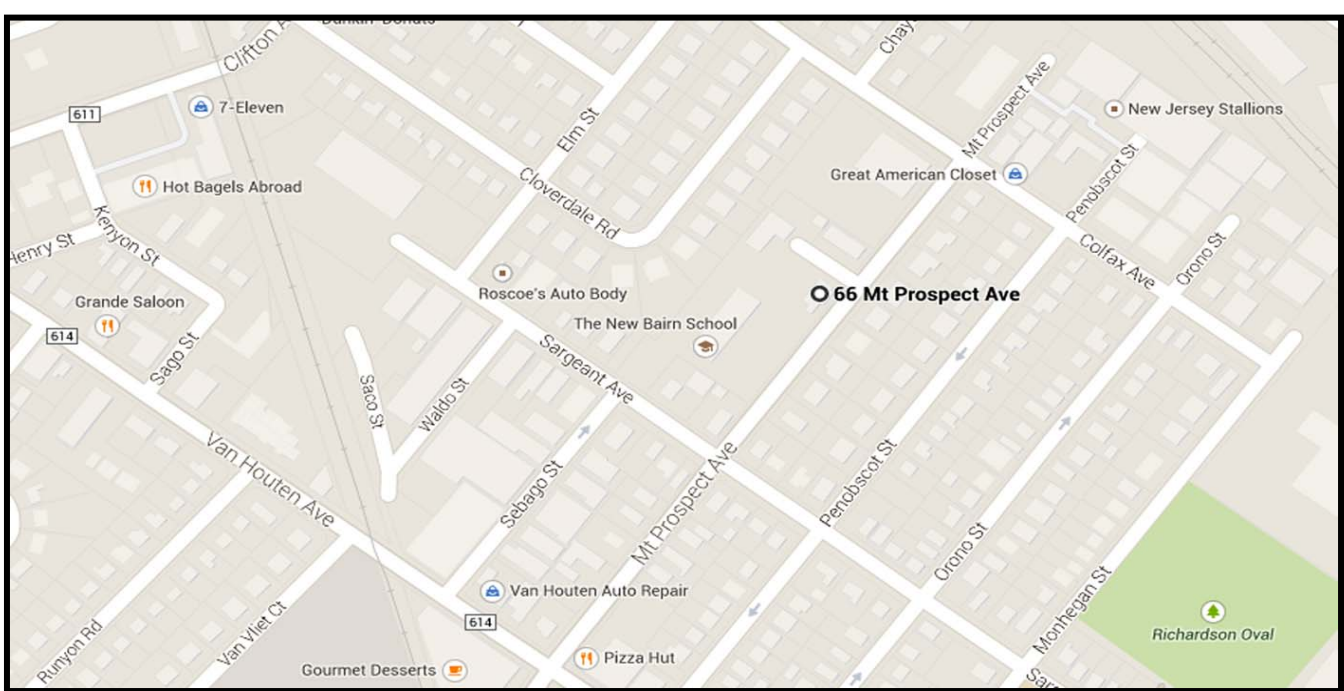 Dunkin' Donuts
Clifton A
Chay
611
7-Eleven
Elm St
Mt Prospect Ave
New Jersey Stallions
Hot Bagels Abroad
Cloverdale Rd
Great American Closet
Penobscot St
Henry St
Kenyon St
Colfax Ave
Orono St
Grande Saloon
Roscoe's Auto Body
66 Mt Prospect Ave
614
The New Bairn School
Sago St
Sargeant Ave
Saco St
Waldo St
Van Houten Ave
Sebago St
Mt Prospect Ave
Penobscot St
Orono St
Van Houten Auto Repair
614
Monhegan St
Richardson Oval
Runyon Rd
Van Vliet Ct
Gourmet Desserts
Pizza Hut
Sar